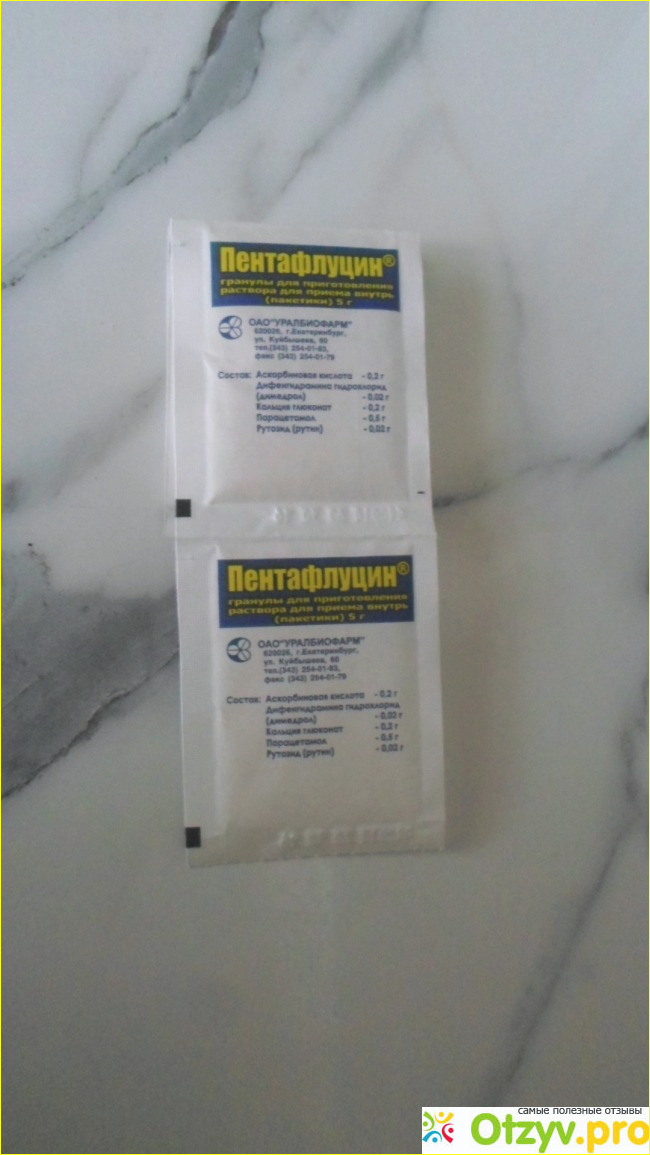 Пентафлуцин®
гранулы для приготовления
раствора для приема внутрь
(пакетики) 5 г
ОАО"УРАЛБИОФАРМ"
620026, г.Екатеринбург,
ул. Куйбышева, 60
тел.(343) 254-01-63,
факс (343) 254-01-79
Состав: Аскорбиновая кислота - 0,2 г
Дифенгидрамина гидрохлорид
(димедрол) - 0,02 г
Кальция глюконат - 0,2 г
Парацетамол - 0,5 г
Рутозид (рутин) - 0,02 г
Пентафлуцин®
гранулы для приготовления
раствора для приема внутрь
(пакетики) 5 г
ОАО"УРАЛБИОФАРМ"
620026, г.Екатеринбург,
ул. Куйбышева, 60
тел.(343) 254-01-63,
факс (343) 254-01-79
Состав: Аскорбиновая кислота - 0,2 г
Дифенгидрамина гидрохлорид
(димедрол) - 0,02 г
Кальция глюконат - 0,2 г
Парацетамол - 0,5 г
Рутозид (рутин) - 0,02 г
самые полезные отзывы
Otzyv.pro